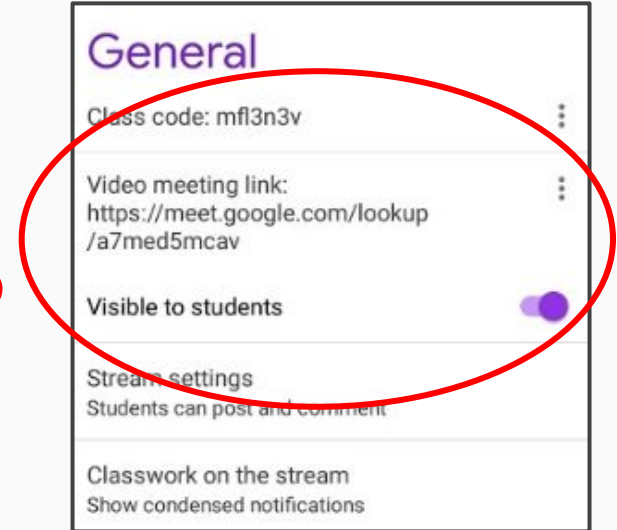 General
Class code: mfl3n3v
Video meeting link:
https://meet.google.com/lookup
/a7med5mcav
Visible to students
Stream settings
Students can post and comment
Classwork on the stream
Show condensed notifications